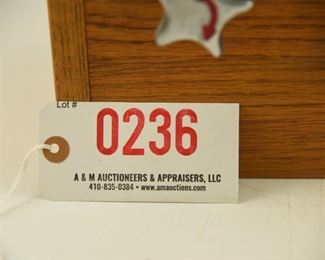 Lot #
0236
A & M AUCTIONEERS & APPRAISERS, LLC
410-835-0384 • www.amauctions.com